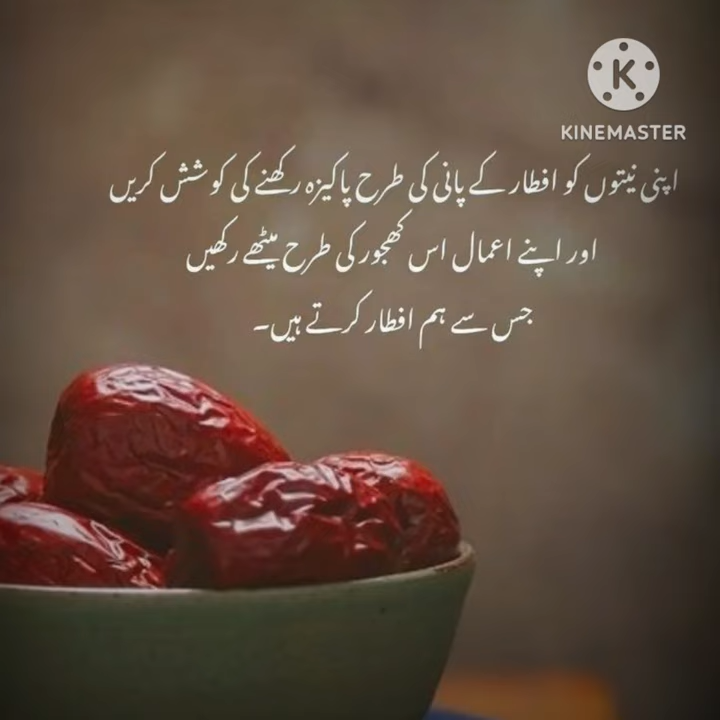 KINEMASTER
اپنی نیتوں کو افطار کے پانی کی طرح پاکیزہ رکھنے کی کوشش کریں
اور اپنے اعمال اس کھجور کی طرح میٹھے رکھیں
جس سے ہم افطار کرتے ہیں۔